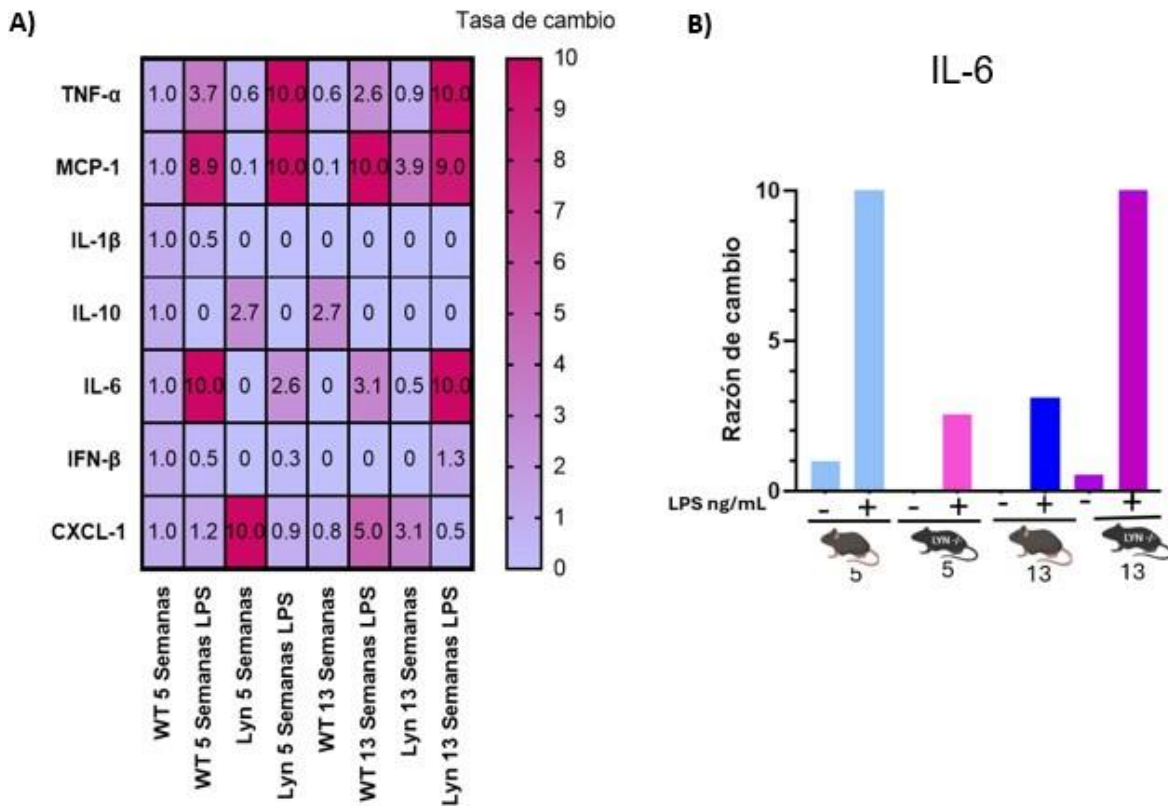 A)
Tasa de cambio
TNF-α 1.0 3.7 0.6 10.0 0.6 2.6 0.9 10.0
MCP-1 1.0 8.9 0.1 10.0 0.1 10.0 3.9 9.0
IL-1β 1.0 0.5 0 0 0 0 0 0
IL-10 1.0 0 2.7 0 2.7 0 0 0
IL-6 1.0 10.0 0 2.6 0 3.1 0.5 10.0
IFN-β 1.0 0.5 0 0.3 0 0 0 1.3
CXCL-1 1.0 1.2 10.0 0.9 0.8 5.0 3.1 0.5
WT 5 Semanas
WT 5 Semanas LPS
Lyn 5 Semanas
Lyn 5 Semanas LPS
WT 13 Semanas
WT 13 Semanas LPS
Lyn 13 Semanas
Lyn 13 Semanas LPS
10
9
8
7
6
5
4
3
2
1
0
B)
IL-6
Razón de cambio
10
5
0
LPS ng/mL - + - + - + - +
LYN -/- LYN -/-
5 5 13 13